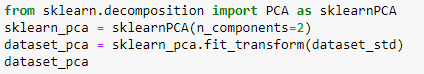 from sklearn.decomposition import PCA as sklearnPCA
sklearn_pca = sklearnPCA(n_components=2)
dataset_pca = sklearn_pca.fit_transform(dataset_std)
dataset_pca